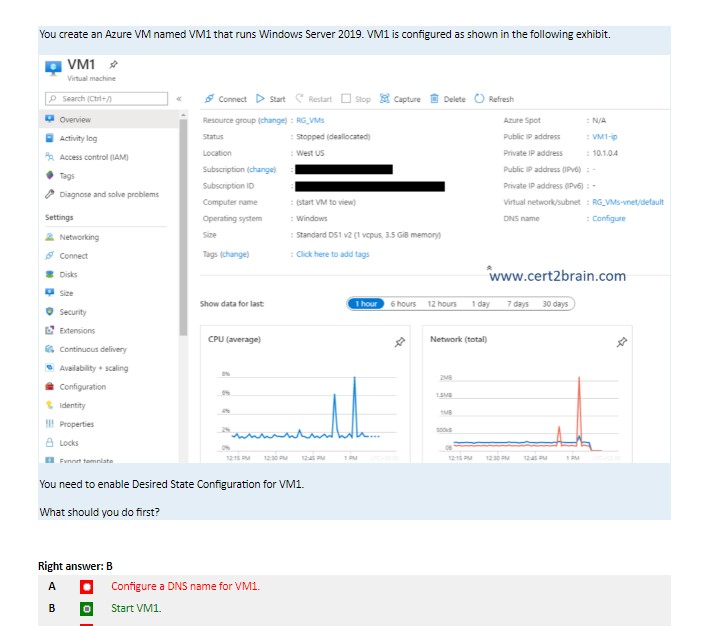 You create an Azure VM named VM1 that runs Windows Server 2019. VM1 is configured as shown in the following exhibit.
VM1
Virtual machine
Search (Ctrl+/)
«
Connect Start Restart Stop Capture Delete Refresh
Overview
Activity log
Access control (IAM)
Tags
Diagnose and solve problems
Settings
Networking
Connect
Disks
Size
Security
Extensions
Continuous delivery
Availability + scaling
Configuration
Identity
Properties
Locks
Export template
Resource group (change) : RG_VMs
Status : Stopped (deallocated)
Location : West US
Subscription (change) :
Subscription ID :
Computer name : (start VM to view)
Operating system : Windows
Size : Standard DS1 v2 (1 vcpus, 3.5 GiB memory)
Tags (change) : Click here to add tags
Azure Spot : N/A
Public IP address : VM1-ip
Private IP address : 10.1.0.4
Public IP address (IPv6) : -
Private IP address (IPv6) : -
Virtual network/subnet : RG_VMs-vnet/default
DNS name : Configure
www.cert2brain.com
Show data for last: 1 hour 6 hours 12 hours 1 day 7 days 30 days
CPU (average)
8%
6%
4%
2%
0%
12:15 PM 12:30 PM 12:45 PM 1 PM
Network (total)
2MB
1.5MB
1MB
500kB
0B
12:15 PM 12:30 PM 12:45 PM 1 PM
You need to enable Desired State Configuration for VM1.
What should you do first?
Right answer: B
A Configure a DNS name for VM1.
B Start VM1.